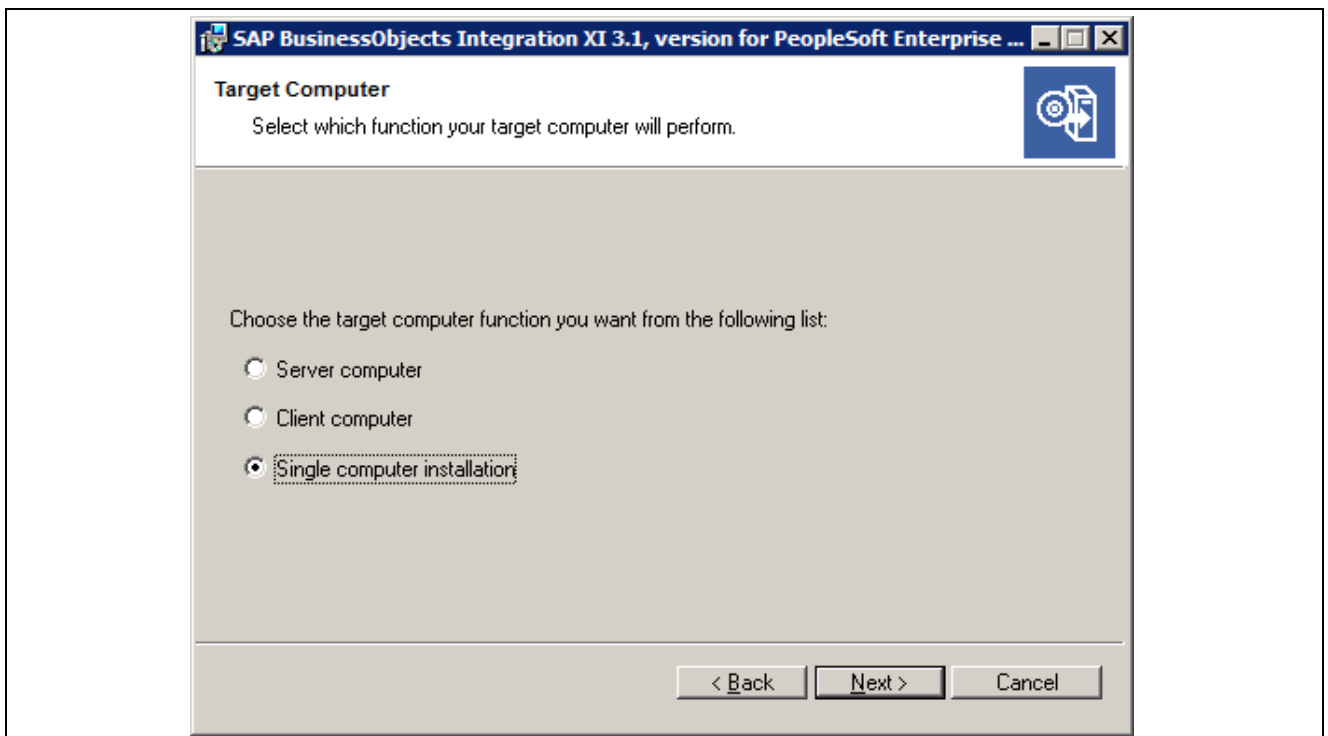 SAP BusinessObjects Integration XI 3.1, version for PeopleSoft Enterprise ...
Target Computer
Select which function your target computer will perform.
Choose the target computer function you want from the following list:
Server computer
Client computer
Single computer installation
< Back
Next >
Cancel